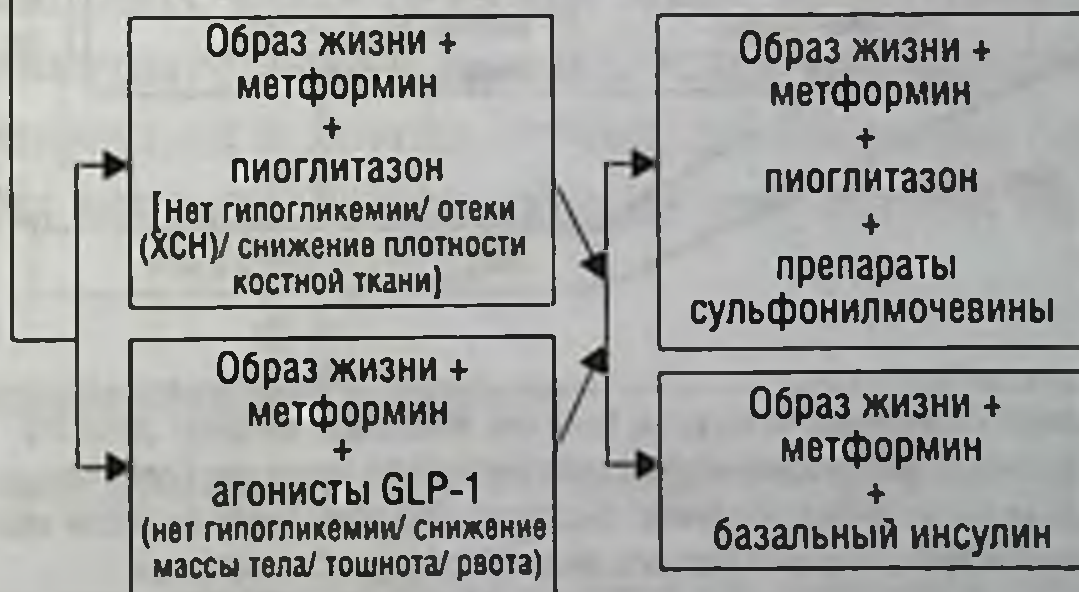 Образ жизни +
метформин
+
пиоглитазон
[Нет гипогликемии/ отеки
(ХСН)/ снижение плотности
костной ткани]
Образ жизни +
метформин
+
агонисты GLP-1
(нет гипогликемии/ снижение
массы тела/ тошнота/ рвота)
Образ жизни +
метформин
+
пиоглитазон
+
препараты
сульфонилмочевины
Образ жизни +
метформин
+
базальный инсулин